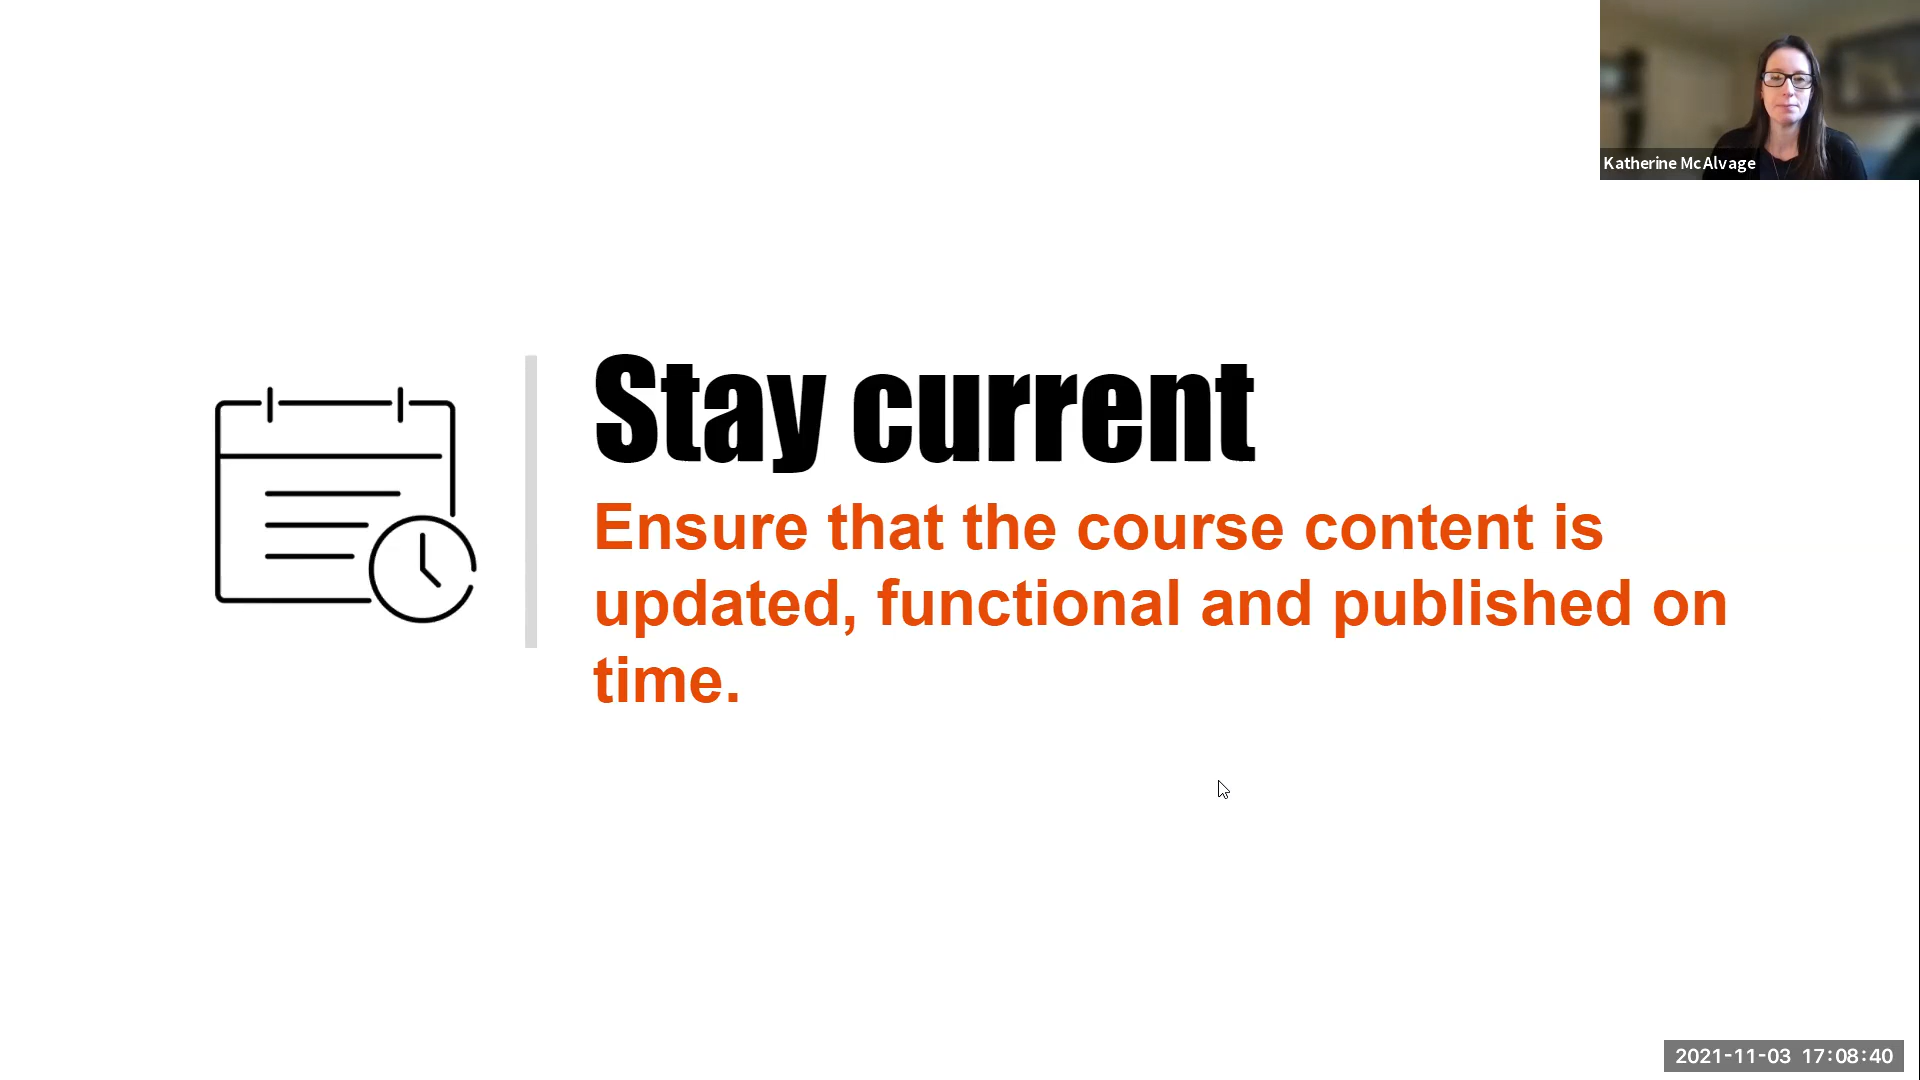 Katherine McAlvage
Stay current
Ensure that the course content is
updated, functional and published on
time.
2021-11-03 17:08:40